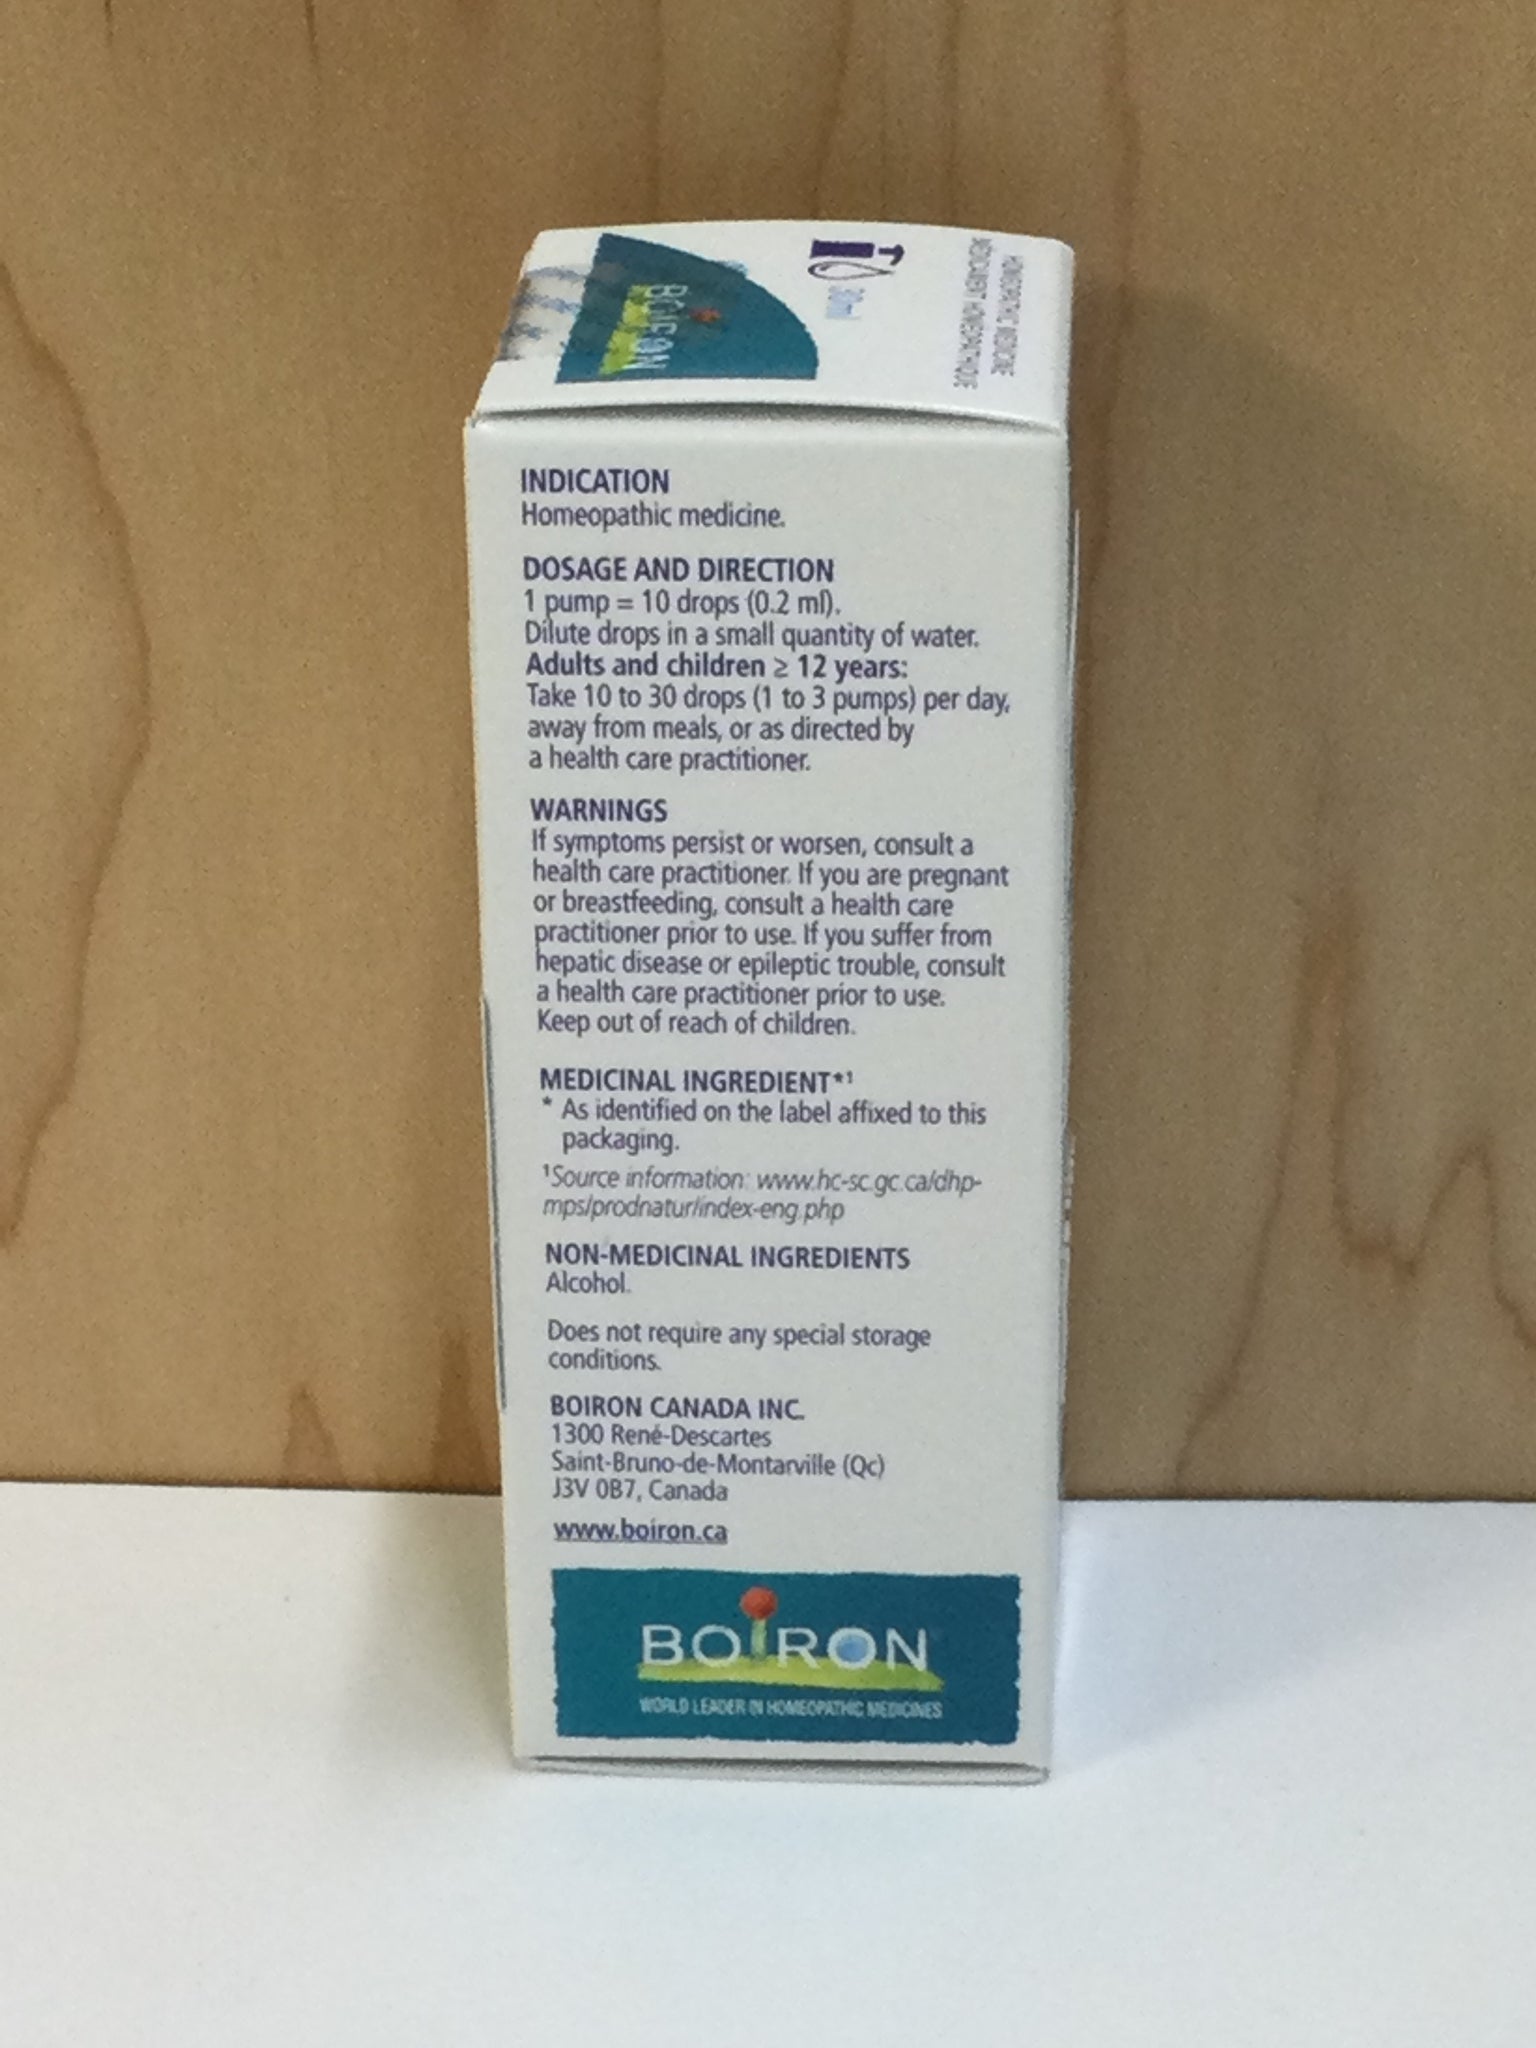 BOIRON
30 ml
HOMEOPATHIC MEDICINE
MÉDICAMENT HOMÉOPATHIQUE
INDICATION
Homeopathic medicine.
DOSAGE AND DIRECTION
1 pump = 10 drops (0.2 ml).
Dilute drops in a small quantity of water.
Adults and children ≥ 12 years:
Take 10 to 30 drops (1 to 3 pumps) per day,
away from meals, or as directed by
a health care practitioner.
WARNINGS
If symptoms persist or worsen, consult a
health care practitioner. If you are pregnant
or breastfeeding, consult a health care
practitioner prior to use. If you suffer from
hepatic disease or epileptic trouble, consult
a health care practitioner prior to use.
Keep out of reach of children.
MEDICINAL INGREDIENT*¹
* As identified on the label affixed to this
packaging.
¹Source information: www.hc-sc.gc.ca/dhp-
mps/prodnatur/index-eng.php
NON-MEDICINAL INGREDIENTS
Alcohol.
Does not require any special storage
conditions.
BOIRON CANADA INC.
1300 René-Descartes
Saint-Bruno-de-Montarville (Qc)
J3V 0B7, Canada
www.boiron.ca
BOIRON
WORLD LEADER IN HOMEOPATHIC MEDICINES